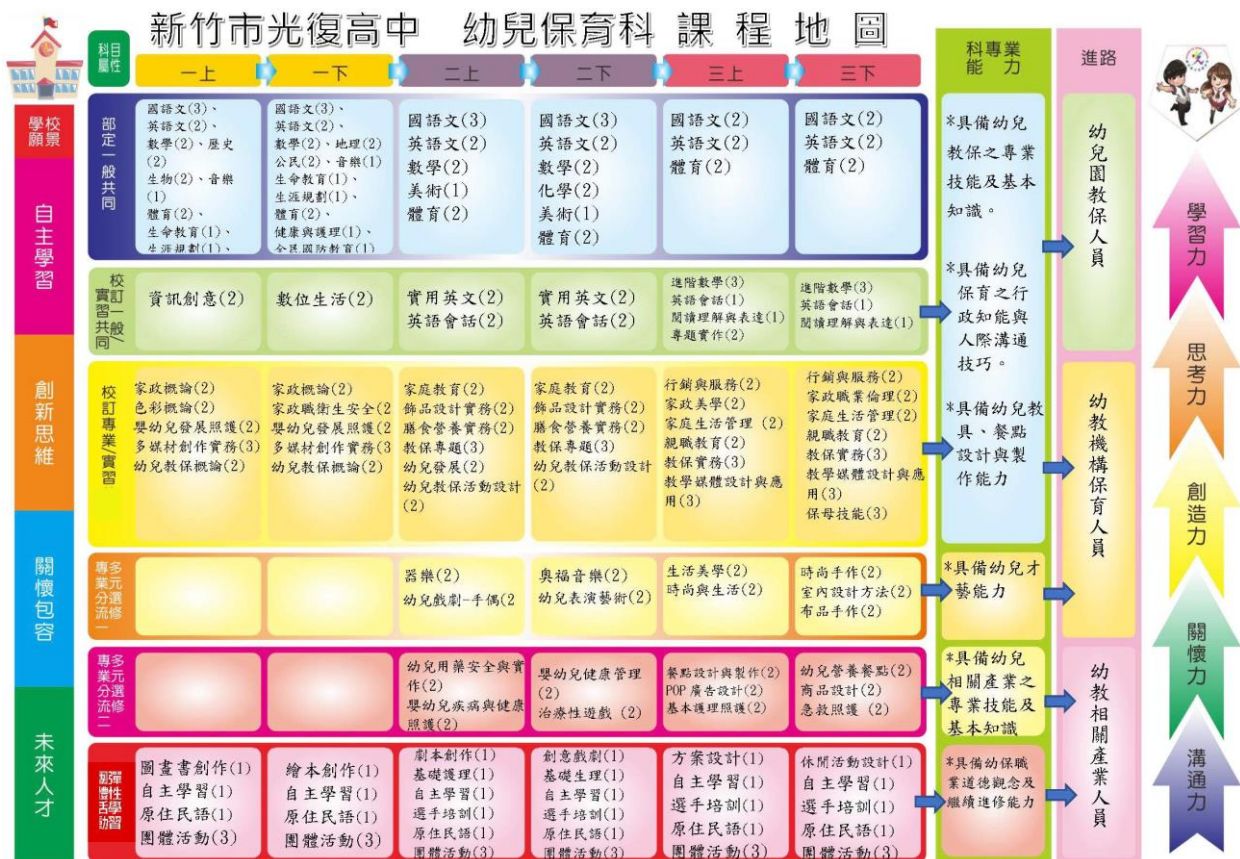 新竹市光復高中 幼兒保育科 課程地圖
科目屬性
一上
一下
二上
二下
三上
三下
科專業能力
進路
學校願景
自主學習
創新思維
關懷包容
未來人才
部定一般共同
國語文(3)、
英語文(2)、
數學(2)、歷史
(2)
生物(2)、音樂
(1)
體育(2)、
生命教育(1)、
生涯規劃(1)、
國語文(3)、
英語文(2)、
數學(2)、地理(2)
公民(2)、音樂(1)
生命教育(1)、
生涯規劃(1)、
體育(2)、
健康與護理(1)、
全民國防教育(1)
國語文(3)
英語文(2)
數學(2)
美術(1)
體育(2)
國語文(3)
英語文(2)
數學(2)
化學(2)
美術(1)
體育(2)
國語文(2)
英語文(2)
體育(2)
國語文(2)
英語文(2)
體育(2)
校訂一般/實習共同
資訊創意(2)
數位生活(2)
實用英文(2)
英語會話(2)
實用英文(2)
英語會話(2)
進階數學(3)
英語會話(1)
閱讀理解與表達(1)
專題實作(2)
進階數學(3)
英語會話(1)
閱讀理解與表達(1)
校訂專業/實習
家政概論(2)
色彩概論(2)
嬰幼兒發展照護(2)
多媒材創作實務(3)
幼兒教保概論(2)
家政概論(2)
家政職衛生安全(2
嬰幼兒發展照護(2)
多媒材創作實務(3
幼兒教保概論(2)
家庭教育(2)
飾品設計實務(2)
膳食營養實務(2)
教保專題(3)
幼兒發展(2)
幼兒教保活動設計
(2)
家庭教育(2)
飾品設計實務(2)
膳食營養實務(2)
教保專題(3)
幼兒教保活動設計
(2)
行銷與服務(2)
家政美學(2)
家庭生活管理 (2)
親職教育(2)
教保實務(3)
教學媒體設計與應
用(3)
行銷與服務(2)
家政職業倫理(2)
家庭生活管理(2)
親職教育(2)
教保實務(3)
教學媒體設計與應
用(3)
保母技能(3)
多元選修專業分流一
器樂(2)
幼兒戲劇-手偶(2
奧福音樂(2)
幼兒表演藝術(2)
生活美學(2)
時尚與生活(2)
時尚手作(2)
室內設計方法(2)
布品手作(2)
多元選修專業分流二
幼兒用藥安全與實
作(2)
嬰幼兒疾病與健康
照護(2)
嬰幼兒健康管理
(2)
治療性遊戲 (2)
餐點設計與製作(2)
POP 廣告設計(2)
基本護理照護(2)
幼兒營養餐點(2)
商品設計(2)
急救照護 (2)
彈性學習團體活動
圖畫書創作(1)
自主學習(1)
原住民語(1)
團體活動(3)
繪本創作(1)
自主學習(1)
原住民語(1)
團體活動(3)
劇本創作(1)
基礎護理(1)
自主學習(1)
選手培訓(1)
原住民語(1)
團體活動(3)
創意戲劇(1)
基礎生理(1)
自主學習(1)
選手培訓(1)
原住民語(1)
團體活動(3)
方案設計(1)
自主學習(1)
選手培訓(1)
原住民語(1)
團體活動(3)
休閒活動設計(1)
自主學習(1)
選手培訓(1)
原住民語(1)
團體活動(3)
*具備幼兒
教保之專業
技能及基本
知識。
*具備幼兒
保育之行
政知能與
人際溝通
技巧。
*具備幼兒教
具、餐點
設計與製
作能力
*具備幼兒才
藝能力
*具備幼兒
相關產業之
專業技能及
基本知識
*具備幼保職
業道德觀念及
繼續進修能力
幼兒園教保人員
幼教機構保育人員
幼教相關產業人員
學習力
思考力
創造力
關懷力
溝通力